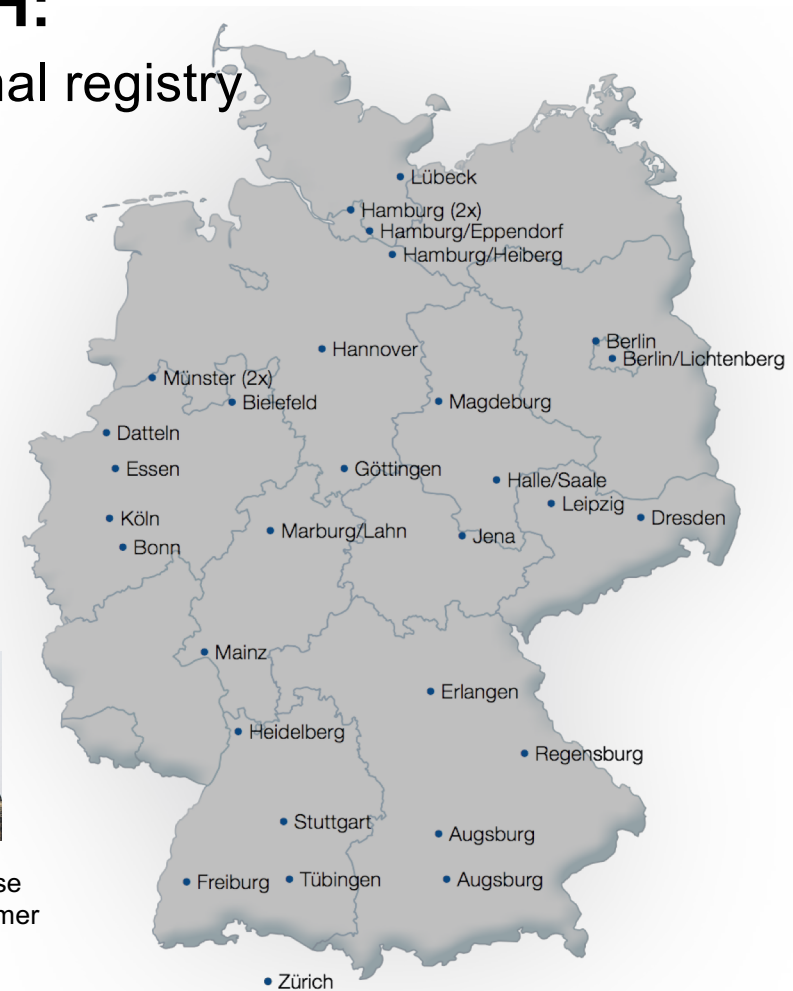 H:
nal registry
Lübeck
Hamburg (2x)
Hamburg/Eppendorf
Hamburg/Heiberg
Hannover
Berlin
Berlin/Lichtenberg
Münster (2x)
Bielefeld
Magdeburg
Datteln
Essen
Göttingen
Halle/Saale
Leipzig
Köln
Dresden
Marburg/Lahn
Jena
Bonn
Mainz
Erlangen
Heidelberg
Regensburg
Stuttgart
Augsburg
Freiburg
Tübingen
Augsburg
se
mer
Zürich